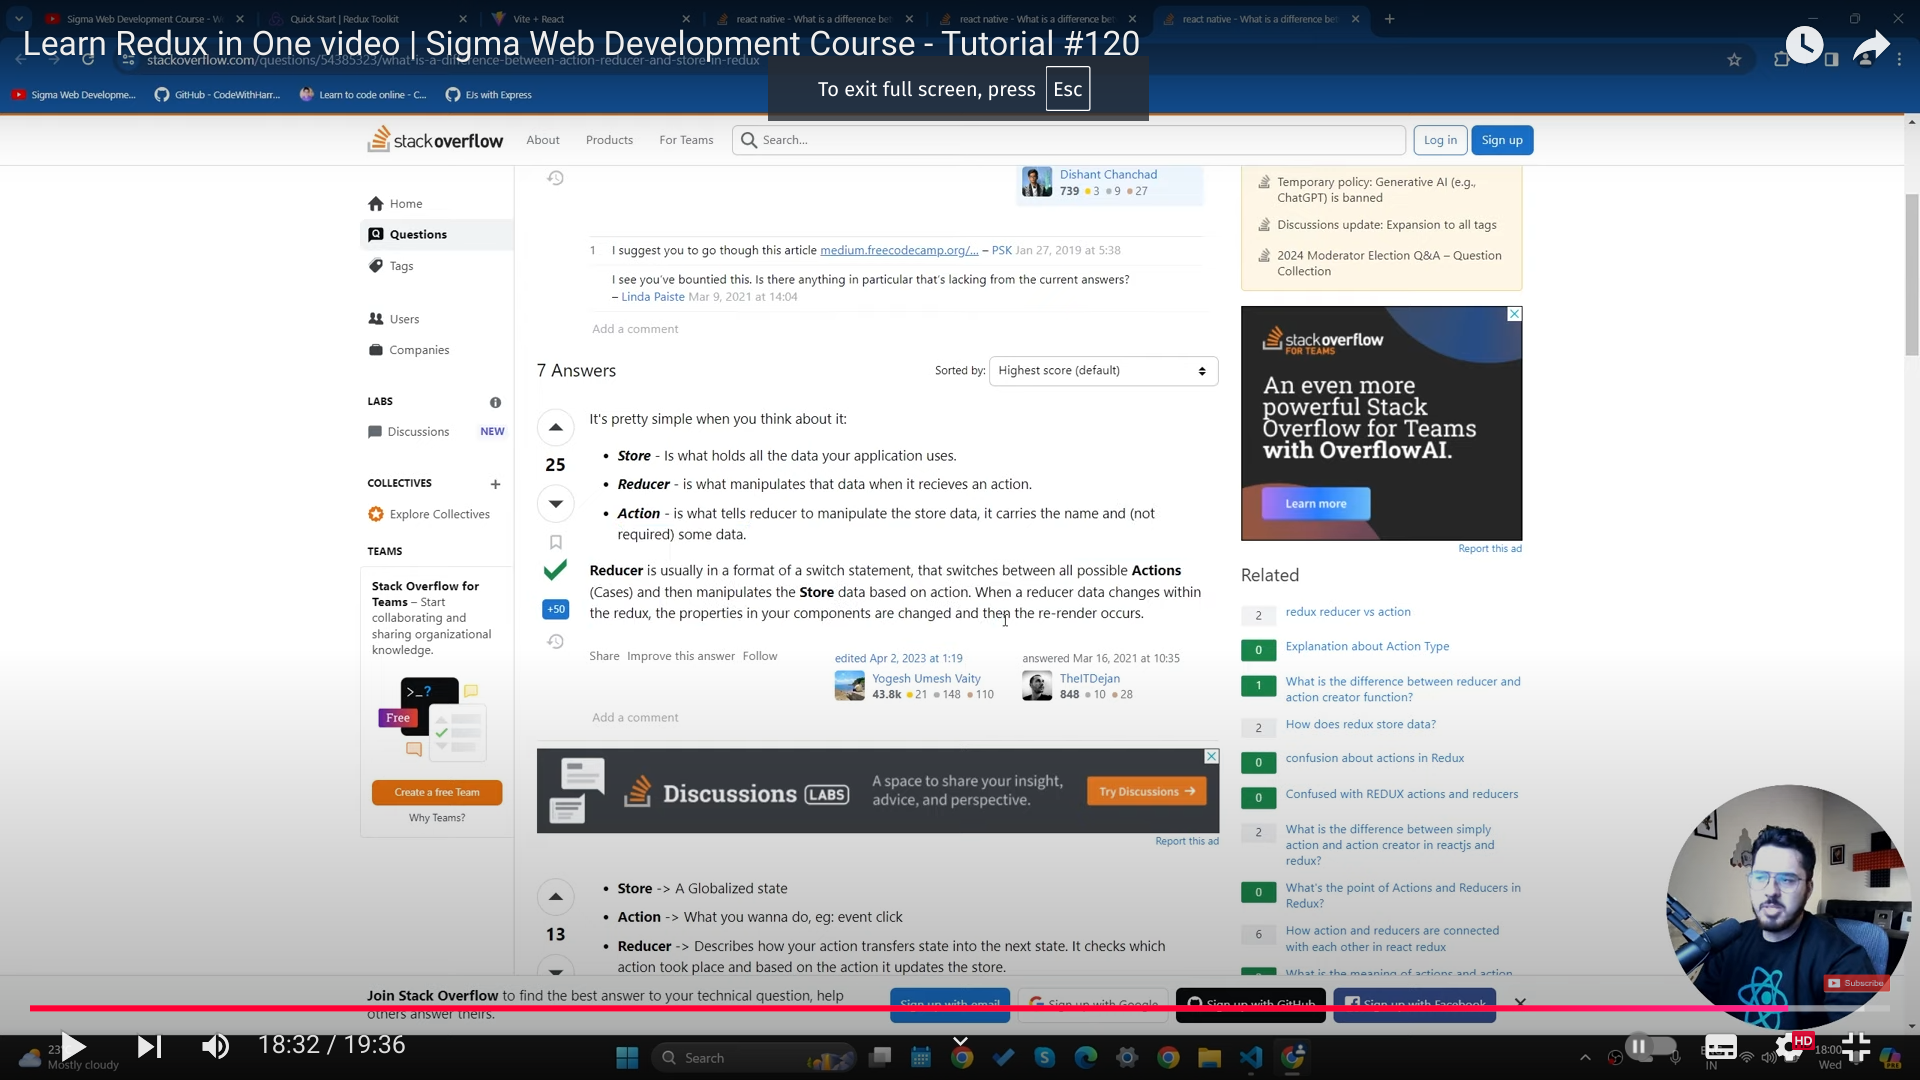 Sigma Web Development Course - W
Quick Start | Redux Toolkit
Vite + React
react native - What is a difference be
react native - What is a difference be
react native - What is a difference be
Learn Redux in One video | Sigma Web Development Course - Tutorial #120
stackoverflow.com/questions/54385323/what-is-a-difference-between-action-reducer-and-store-in-redux
To exit full screen, press Esc
Sigma Web Developme...
GitHub - CodeWithHarr...
Learn to code online - C...
EJs with Express
stackoverflow
About
Products
For Teams
Search...
Log in
Sign up
Home
Questions
Tags
Users
Companies
LABS
Discussions
NEW
COLLECTIVES
Explore Collectives
TEAMS
Stack Overflow for
Teams – Start
collaborating and
sharing organizational
knowledge.
>_?
Free
Create a free Team
Why Teams?
Dishant Chanchad
739 3 9 27
1 I suggest you to go though this article medium.freecodecamp.org/... – PSK Jan 27, 2019 at 5:38
I see you've bountied this. Is there anything in particular that's lacking from the current answers?
– Linda Paiste Mar 9, 2021 at 14:04
Add a comment
7 Answers
Sorted by:
Highest score (default)
It's pretty simple when you think about it:
25
Store - Is what holds all the data your application uses.
Reducer - is what manipulates that data when it recieves an action.
Action - is what tells reducer to manipulate the store data, it carries the name and (not
required) some data.
+50
Reducer is usually in a format of a switch statement, that switches between all possible Actions
(Cases) and then manipulates the Store data based on action. When a reducer data changes within
the redux, the properties in your components are changed and then the re-render occurs.
Share Improve this answer Follow
edited Apr 2, 2023 at 1:19
Yogesh Umesh Vaity
43.8k 21 148 110
answered Mar 16, 2021 at 10:35
TheITDejan
848 10 28
Add a comment
Discussions LABS
A space to share your insight,
advice, and perspective.
Try Discussions →
Report this ad
13
Store -> A Globalized state
Action -> What you wanna do, eg: event click
Reducer -> Describes how your action transfers state into the next state. It checks which
action took place and based on the action it updates the store.
Temporary policy: Generative AI (e.g.,
ChatGPT) is banned
Discussions update: Expansion to all tags
2024 Moderator Election Q&A – Question
Collection
stackoverflow
FOR TEAMS
An even more
powerful Stack
Overflow for Teams
with OverflowAI.
Learn more
Report this ad
Related
2 redux reducer vs action
0 Explanation about Action Type
1 What is the difference between reducer and
action creator function?
2 How does redux store data?
0 confusion about actions in Redux
0 Confused with REDUX actions and reducers
2 What is the difference between simply
action and action creator in reactjs and
redux?
0 What's the point of Actions and Reducers in
Redux?
6 How action and reducers are connected
with each other in react redux
What is the meaning of actions and action
Subscribe
Join Stack Overflow to find the best answer to your technical question, help
others answer theirs.
Sign up with email
Sign up with Google
Sign up with GitHub
Sign up with Facebook
18:32 / 19:36
Mostly cloudy
Search
HD
IN
18:00
Wed